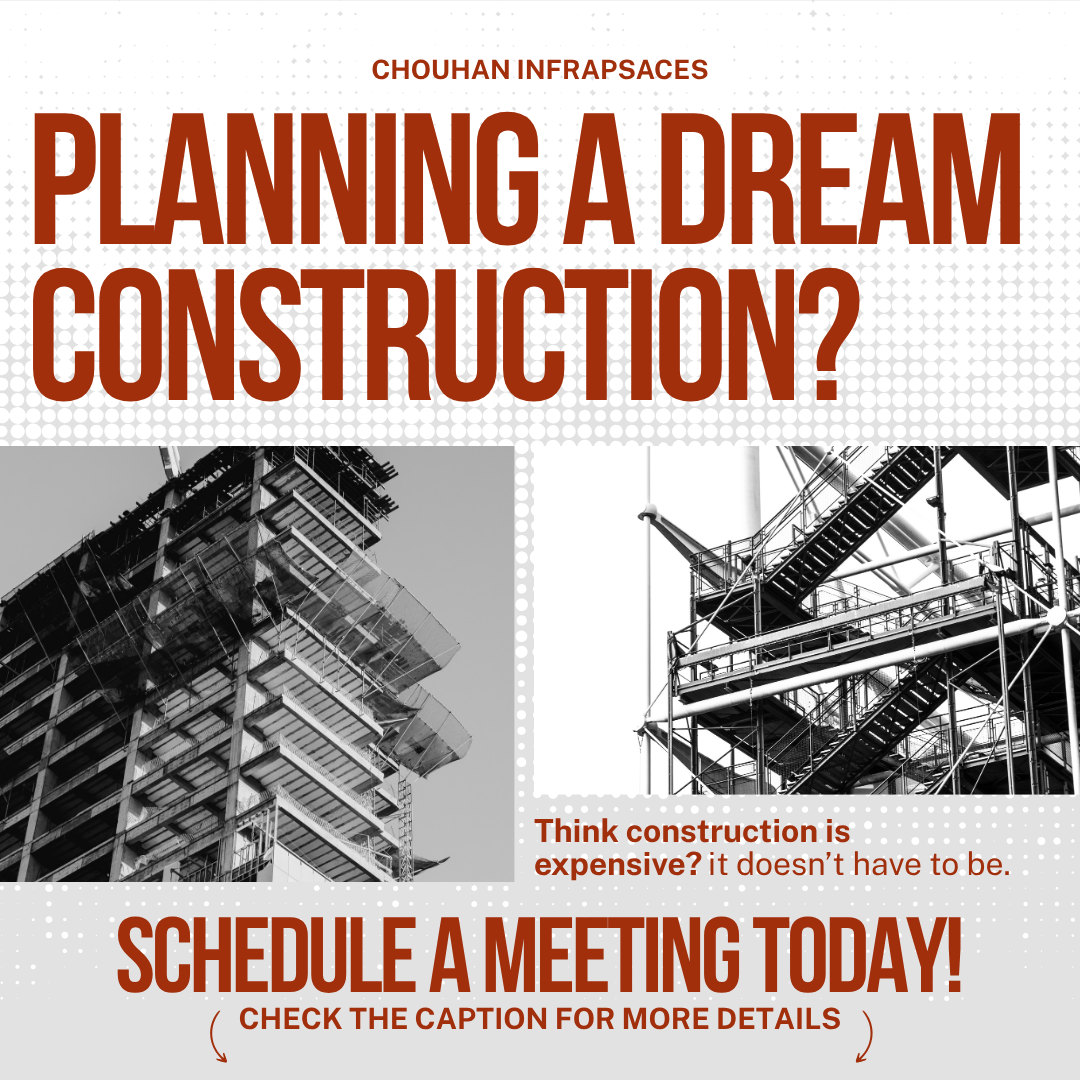 CHOUHAN INFRAPSACES
PLANNING A DREAM
CONSTRUCTION?
Think construction is
expensive? it doesn't have to be.
SCHEDULE A MEETING TODAY!
CHECK THE CAPTION FOR MORE DETAILS